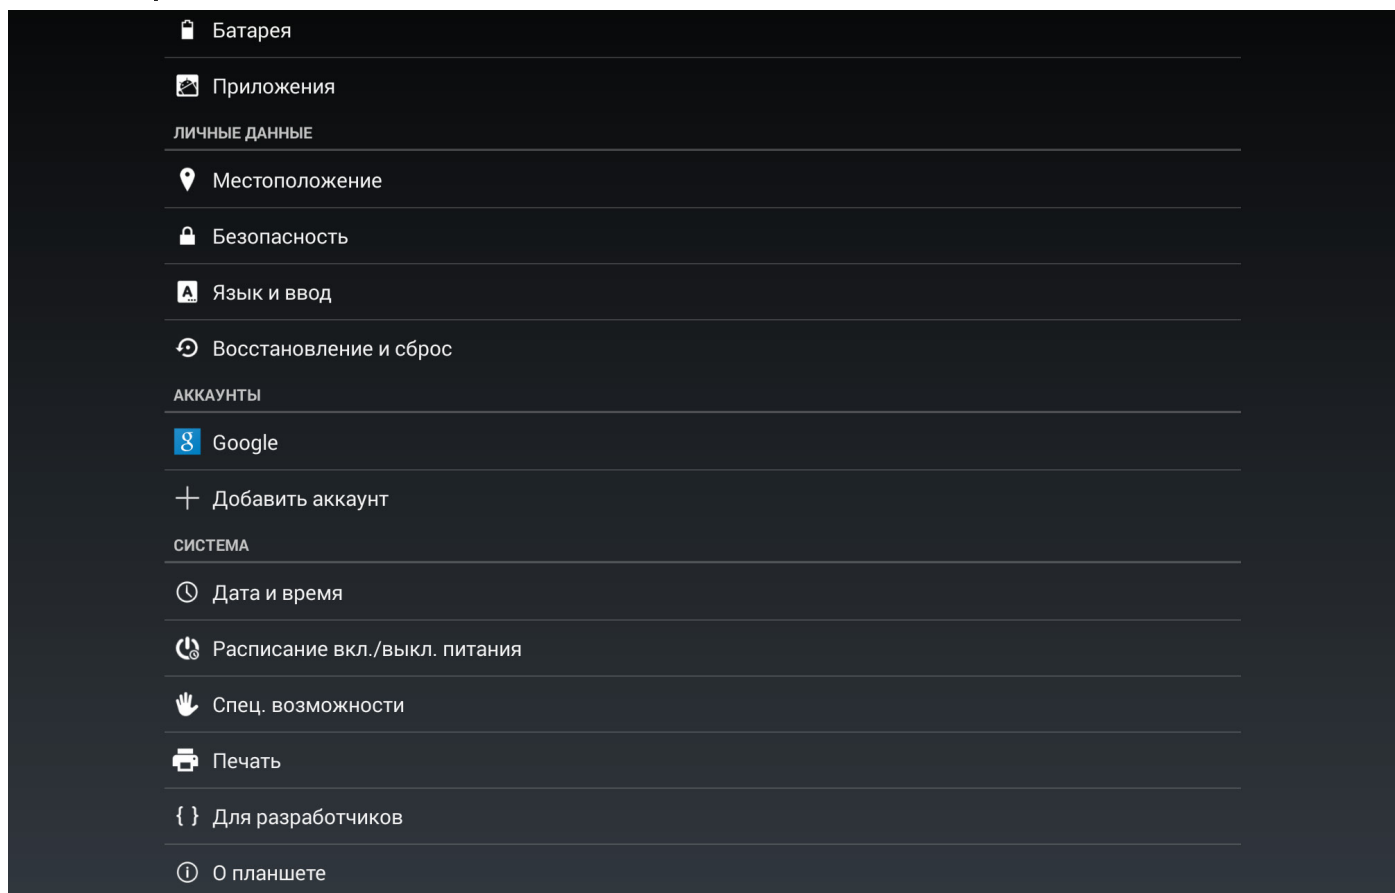 Батарея
Приложения
ЛИЧНЫЕ ДАННЫЕ
Местоположение
Безопасность
Язык и ввод
Восстановление и сброс
АККАУНТЫ
Google
Добавить аккаунт
СИСТЕМА
Дата и время
Расписание вкл./выкл. питания
Спец. возможности
Печать
{ } Для разработчиков
О планшете